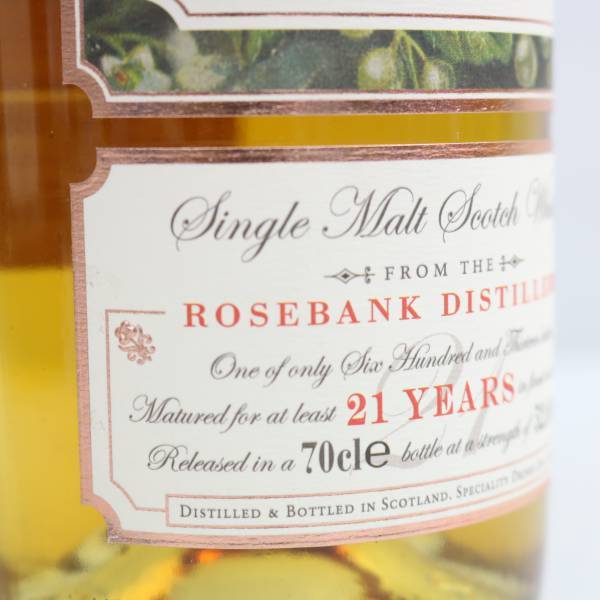 Single Malt Scotch
FROM THE
ROSEBANK DISTILLE
One of only Six Hundred and
Matured for at least 21 YEARS
Released in a 70cle bottle at a strength of
DISTILLED & BOTTLED IN SCOTLAND. SPECIALITY